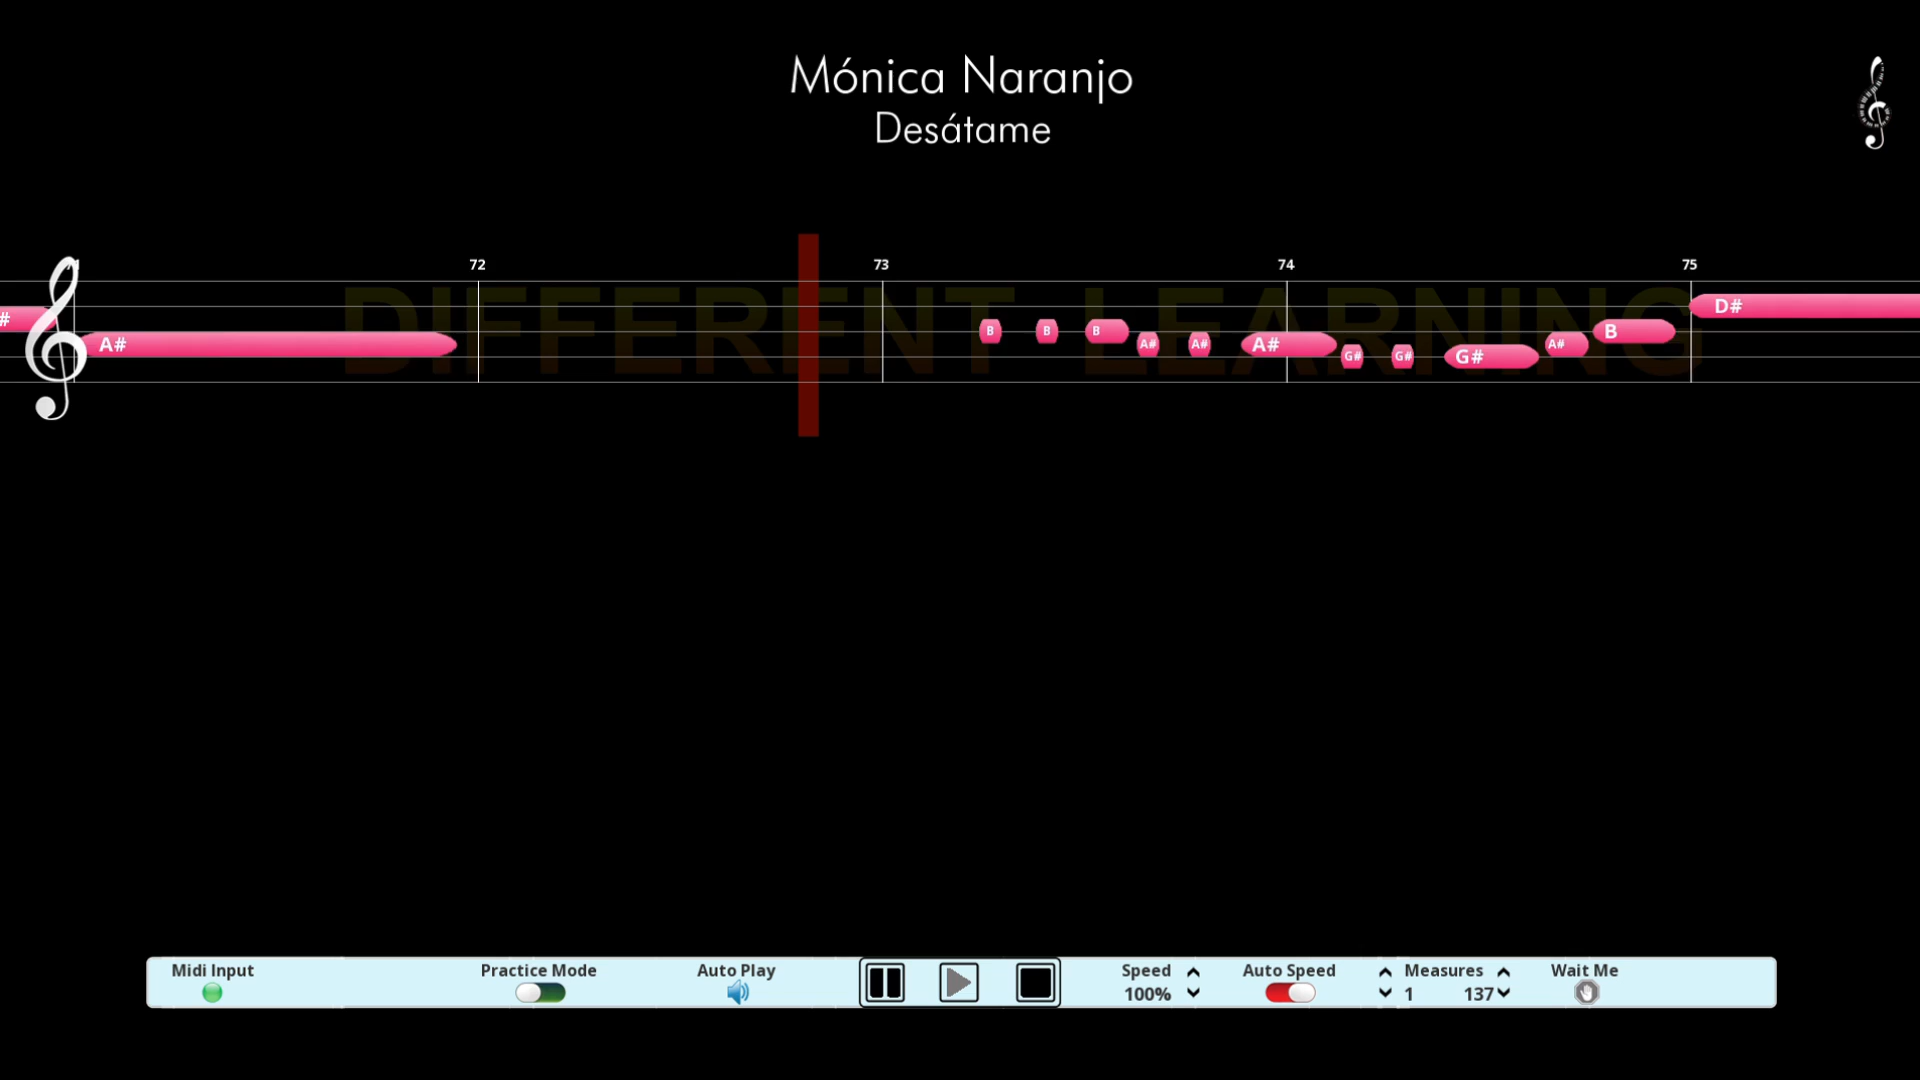 Mónica Naranjo
Desátame
72 73 74 75
DIFFERENT LEARNING
# A# B B B A# A# A# G# G# G# A# B D#
Midi Input Practice Mode Auto Play Speed Auto Speed Measures Wait Me
100% 1 137